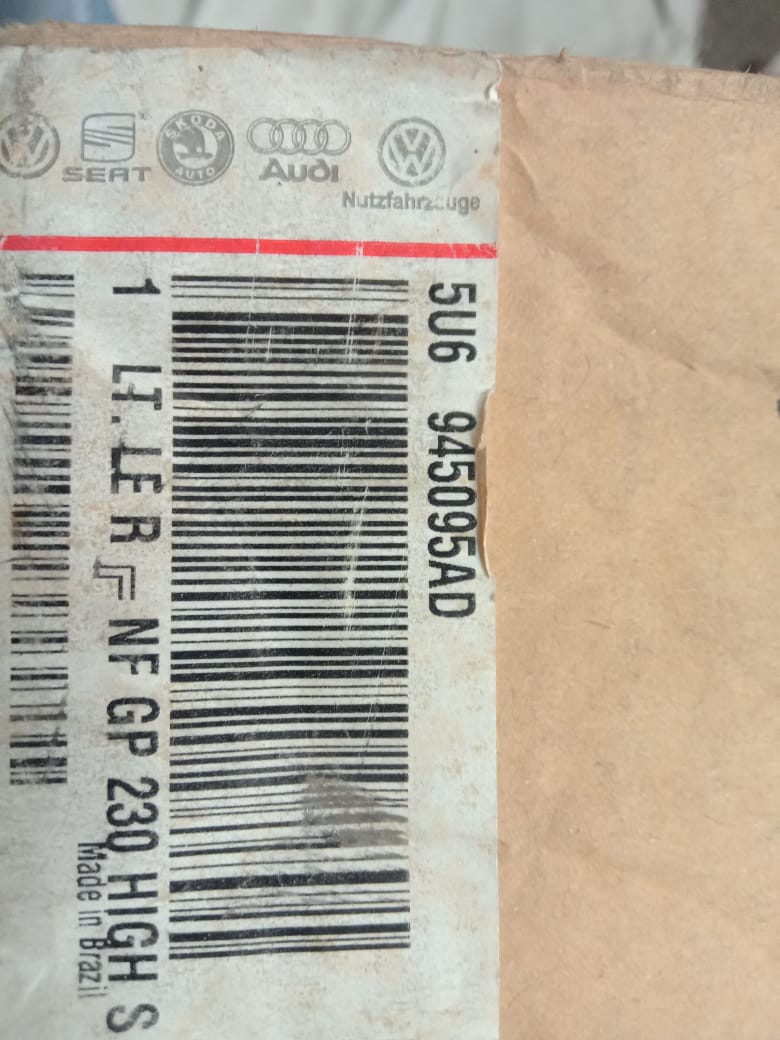 SEAT
ŠKODA
AUTO
Audi
Nutzfahrzeuge
5U6 945095AD
1 LT. LE R NF GP 230 HIGH S
Made in Brazil